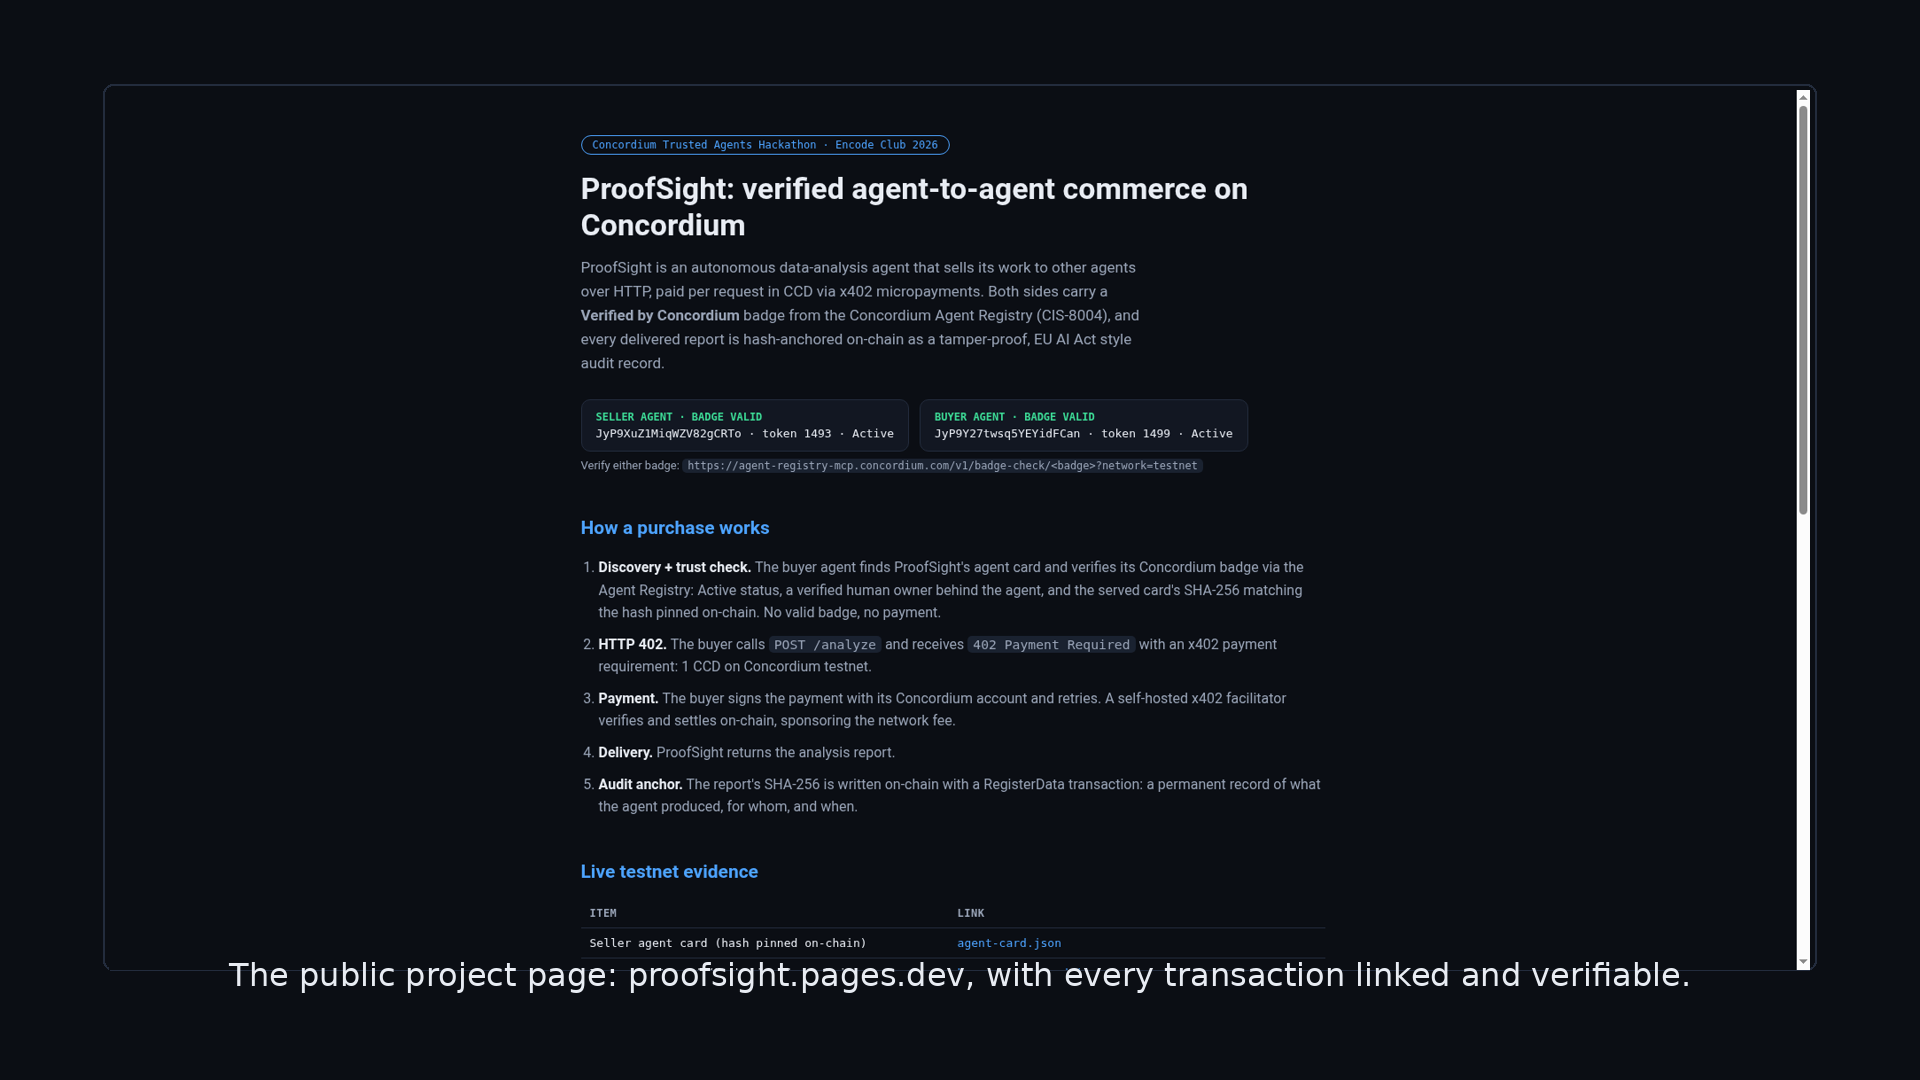 Concordium Trusted Agents Hackathon · Encode Club 2026
ProofSight: verified agent-to-agent commerce on
Concordium
ProofSight is an autonomous data-analysis agent that sells its work to other agents
over HTTP, paid per request in CCD via x402 micropayments. Both sides carry a
Verified by Concordium badge from the Concordium Agent Registry (CIS-8004), and
every delivered report is hash-anchored on-chain as a tamper-proof, EU AI Act style
audit record.
SELLER AGENT · BADGE VALID
JyP9XuZ1MiqWZV82gCRTo · token 1493 · Active
BUYER AGENT · BADGE VALID
JyP9Y27twsq5YEYidFCan · token 1499 · Active
Verify either badge: https://agent-registry-mcp.concordium.com/v1/badge-check/<badge>?network=testnet
How a purchase works
1. Discovery + trust check. The buyer agent finds ProofSight's agent card and verifies its Concordium badge via the
Agent Registry: Active status, a verified human owner behind the agent, and the served card's SHA-256 matching
the hash pinned on-chain. No valid badge, no payment.
2. HTTP 402. The buyer calls POST /analyze and receives 402 Payment Required with an x402 payment
requirement: 1 CCD on Concordium testnet.
3. Payment. The buyer signs the payment with its Concordium account and retries. A self-hosted x402 facilitator
verifies and settles on-chain, sponsoring the network fee.
4. Delivery. ProofSight returns the analysis report.
5. Audit anchor. The report's SHA-256 is written on-chain with a RegisterData transaction: a permanent record of what
the agent produced, for whom, and when.
Live testnet evidence
ITEM LINK
Seller agent card (hash pinned on-chain) agent-card.json
The public project page: proofsight.pages.dev, with every transaction linked and verifiable.